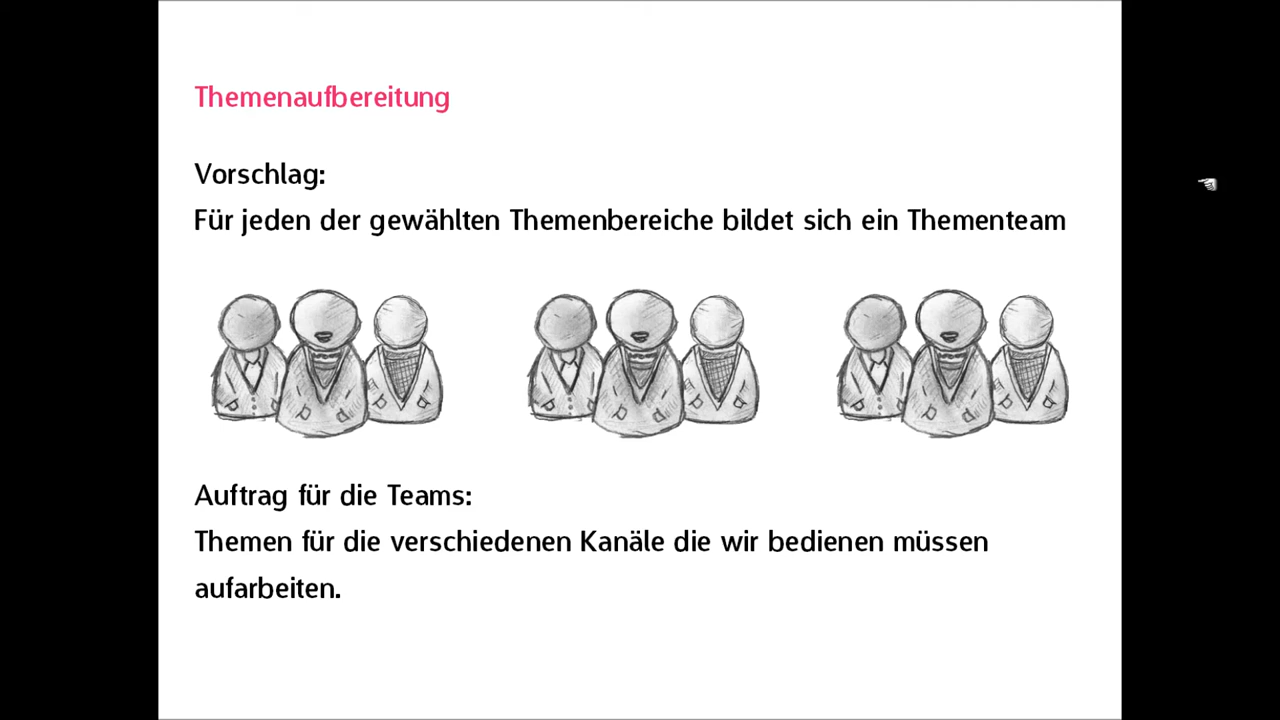 Themenaufbereitung
Vorschlag:
Für jeden der gewählten Themenbereiche bildet sich ein Thementeam
Auftrag für die Teams:
Themen für die verschiedenen Kanäle die wir bedienen müssen
aufarbeiten.